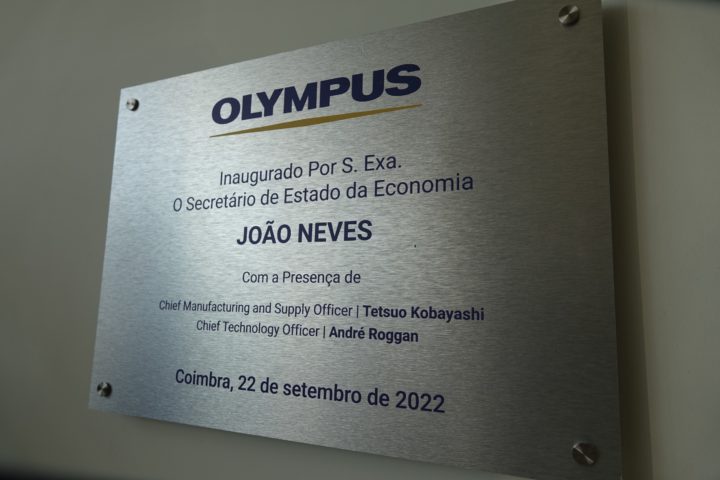 OLYMPUS
Inaugurado Por S. Exa.
O Secretário de Estado da Economia
JOÃO NEVES
Com a Presença de
Chief Manufacturing and Supply Officer | Tetsuo Kobayashi
Chief Technology Officer | André Roggan
Coimbra, 22 de setembro de 2022